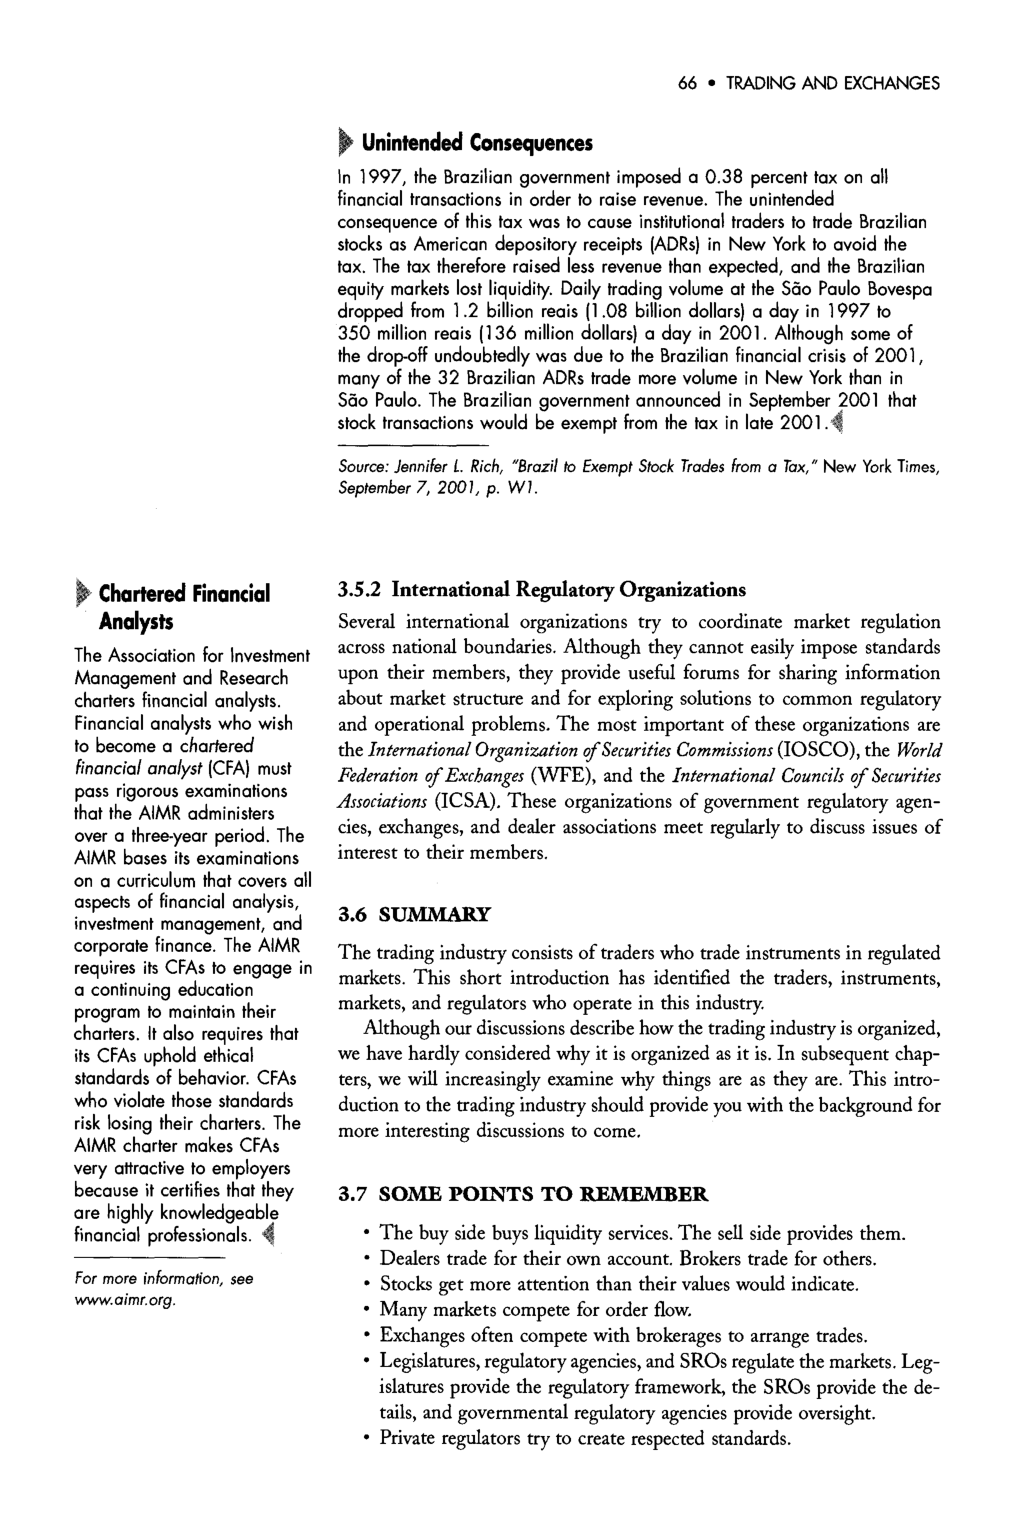 66 • TRADING AND EXCHANGES
Unintended Consequences
In 1997, the Brazilian government imposed a 0.38 percent tax on all
financial transactions in order to raise revenue. The unintended
consequence of this tax was to cause institutional traders to trade Brazilian
stocks as American depository receipts (ADRs) in New York to avoid the
tax. The tax therefore raised less revenue than expected, and the Brazilian
equity markets lost liquidity. Daily trading volume at the São Paulo Bovespa
dropped from 1.2 billion reais (1.08 billion dollars) a day in 1997 to
350 million reais (136 million dollars) a day in 2001. Although some of
the drop-off undoubtedly was due to the Brazilian financial crisis of 2001,
many of the 32 Brazilian ADRs trade more volume in New York than in
São Paulo. The Brazilian government announced in September 2001 that
stock transactions would be exempt from the tax in late 2001.
Source: Jennifer L. Rich, "Brazil to Exempt Stock Trades from a Tax," New York Times,
September 7, 2001, p. W1.
Chartered Financial
Analysts
The Association for Investment
Management and Research
charters financial analysts.
Financial analysts who wish
to become a chartered
financial analyst (CFA) must
pass rigorous examinations
that the AIMR administers
over a three-year period. The
AIMR bases its examinations
on a curriculum that covers all
aspects of financial analysis,
investment management, and
corporate finance. The AIMR
requires its CFAs to engage in
a continuing education
program to maintain their
charters. It also requires that
its CFAs uphold ethical
standards of behavior. CFAs
who violate those standards
risk losing their charters. The
AIMR charter makes CFAs
very attractive to employers
because it certifies that they
are highly knowledgeable
financial professionals.
For more information, see
www.aimr.org.
3.5.2 International Regulatory Organizations
Several international organizations try to coordinate market regulation
across national boundaries. Although they cannot easily impose standards
upon their members, they provide useful forums for sharing information
about market structure and for exploring solutions to common regulatory
and operational problems. The most important of these organizations are
the International Organization of Securities Commissions (IOSCO), the World
Federation of Exchanges (WFE), and the International Councils of Securities
Associations (ICSA). These organizations of government regulatory agen-
cies, exchanges, and dealer associations meet regularly to discuss issues of
interest to their members.
3.6 SUMMARY
The trading industry consists of traders who trade instruments in regulated
markets. This short introduction has identified the traders, instruments,
markets, and regulators who operate in this industry.
Although our discussions describe how the trading industry is organized,
we have hardly considered why it is organized as it is. In subsequent chap-
ters, we will increasingly examine why things are as they are. This intro-
duction to the trading industry should provide you with the background for
more interesting discussions to come.
3.7 SOME POINTS TO REMEMBER
• The buy side buys liquidity services. The sell side provides them.
• Dealers trade for their own account. Brokers trade for others.
• Stocks get more attention than their values would indicate.
• Many markets compete for order flow.
• Exchanges often compete with brokerages to arrange trades.
• Legislatures, regulatory agencies, and SROs regulate the markets. Leg-
islatures provide the regulatory framework, the SROs provide the de-
tails, and governmental regulatory agencies provide oversight.
• Private regulators try to create respected standards.